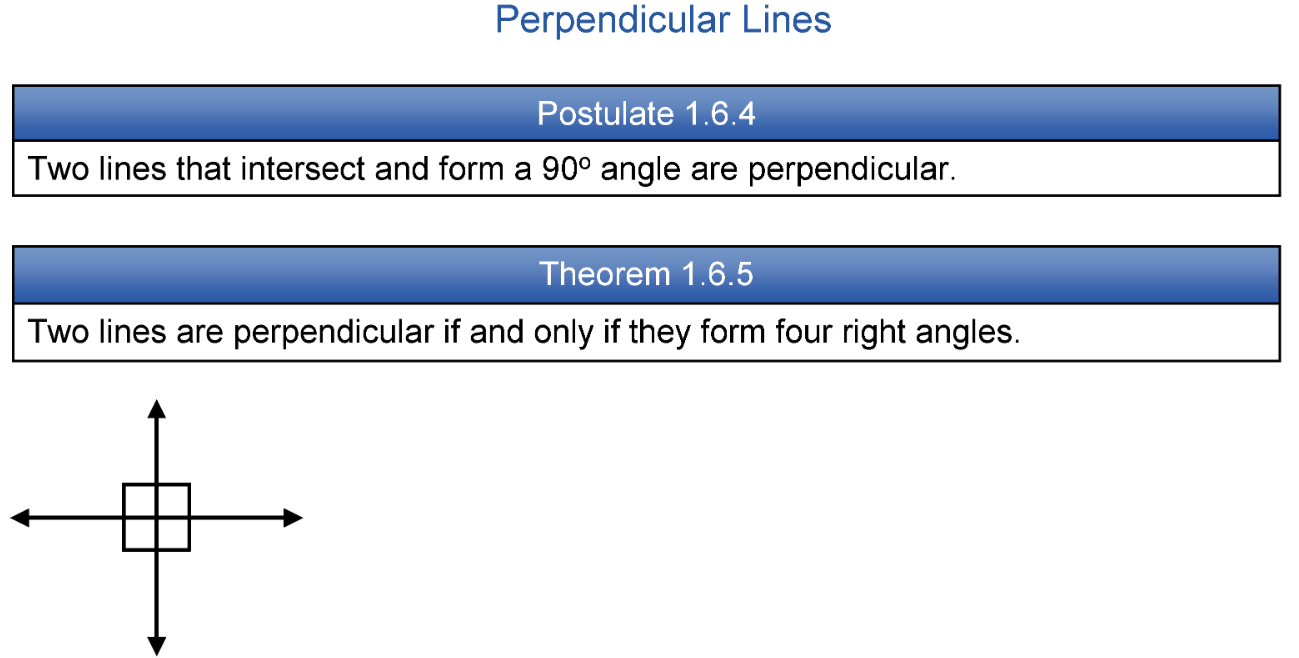 Perpendicular Lines
Postulate 1.6.4
Two lines that intersect and form a 90º angle are perpendicular.
Theorem 1.6.5
Two lines are perpendicular if and only if they form four right angles.